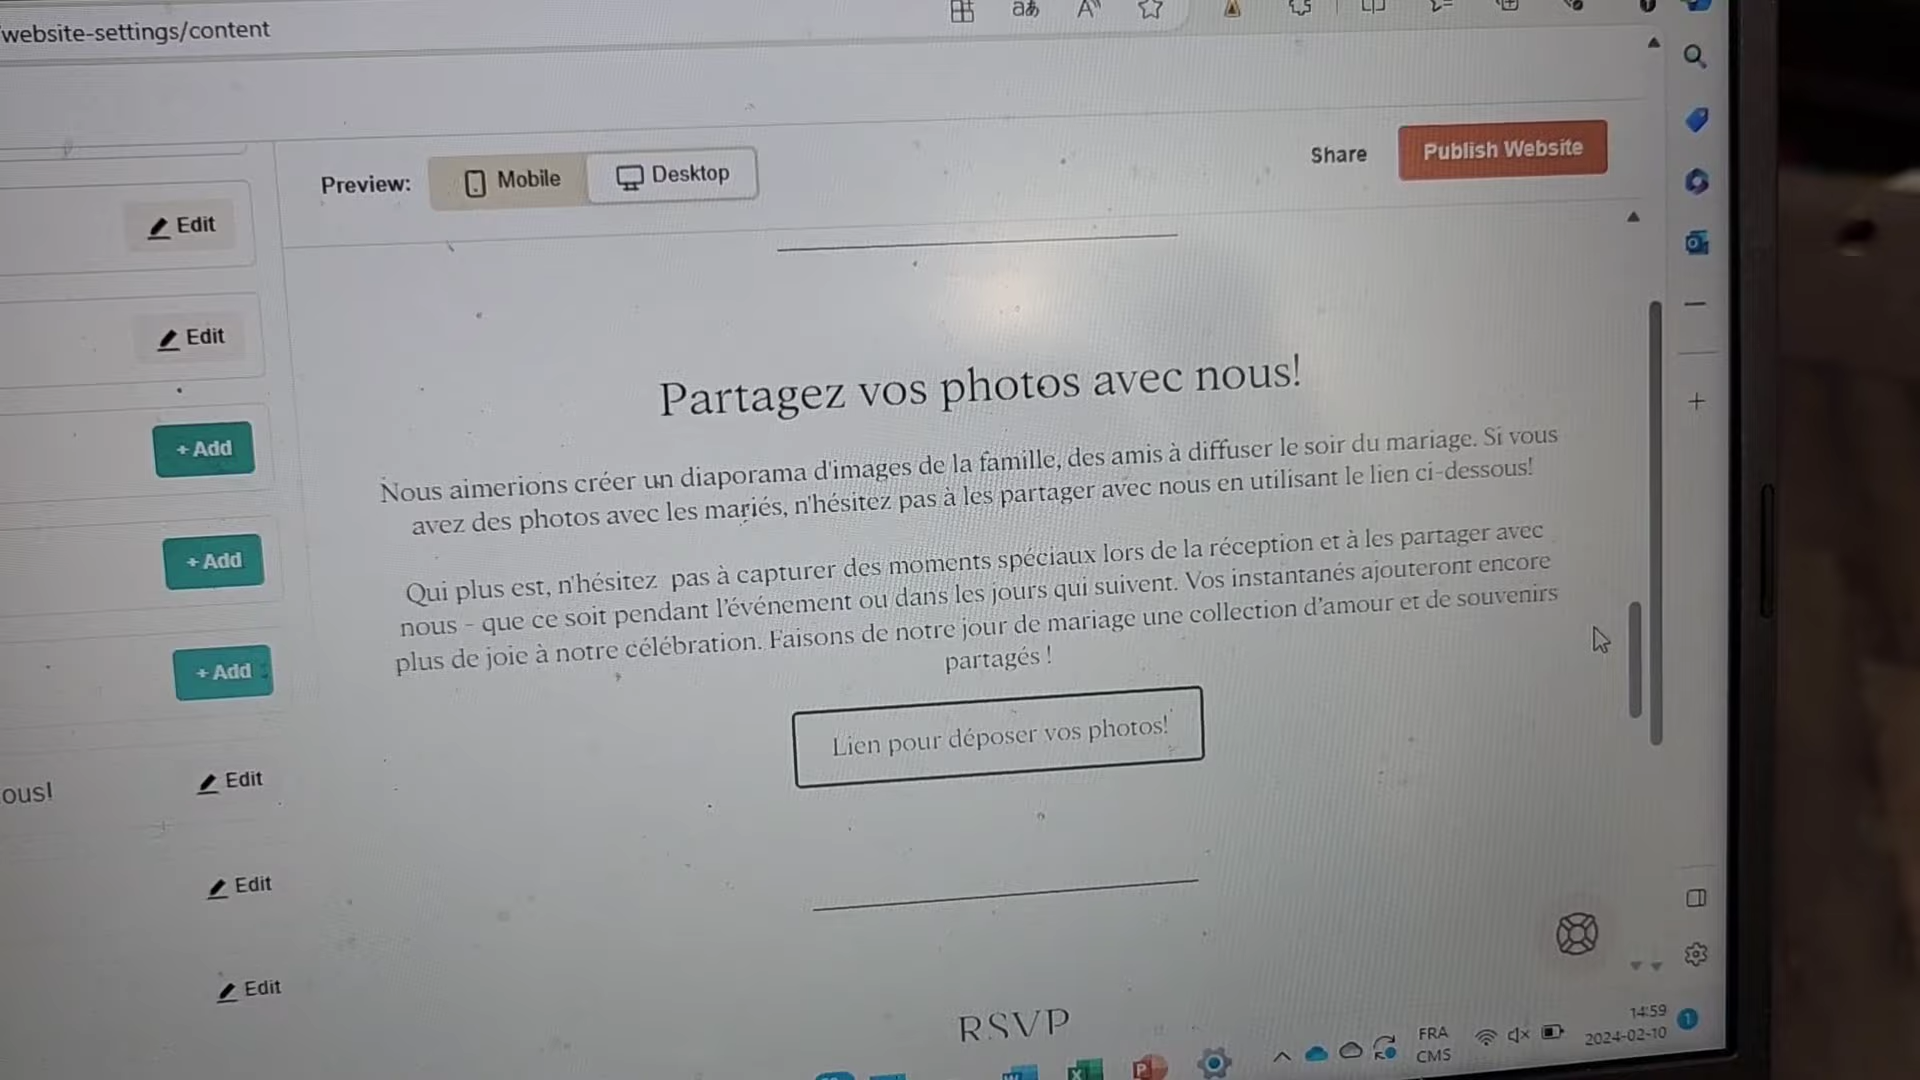 website-settings/content
Preview:
Mobile
Desktop
Share
Publish Website
Edit
Edit
+ Add
+ Add
+ Add
ous!
Edit
Edit
Edit
Partagez vos photos avec nous!
Nous aimerions créer un diaporama d'images de la famille, des amis à diffuser le soir du mariage. Si vous
avez des photos avec les mariés, n'hésitez pas à les partager avec nous en utilisant le lien ci-dessous!
Qui plus est, n'hésitez pas à capturer des moments spéciaux lors de la réception et à les partager avec
nous - que ce soit pendant l'événement ou dans les jours qui suivent. Vos instantanés ajouteront encore
plus de joie à notre célébration. Faisons de notre jour de mariage une collection d'amour et de souvenirs
partagés !
Lien pour déposer vos photos!
RSVP
FRA
CMS
14:59
2024-02-10
1